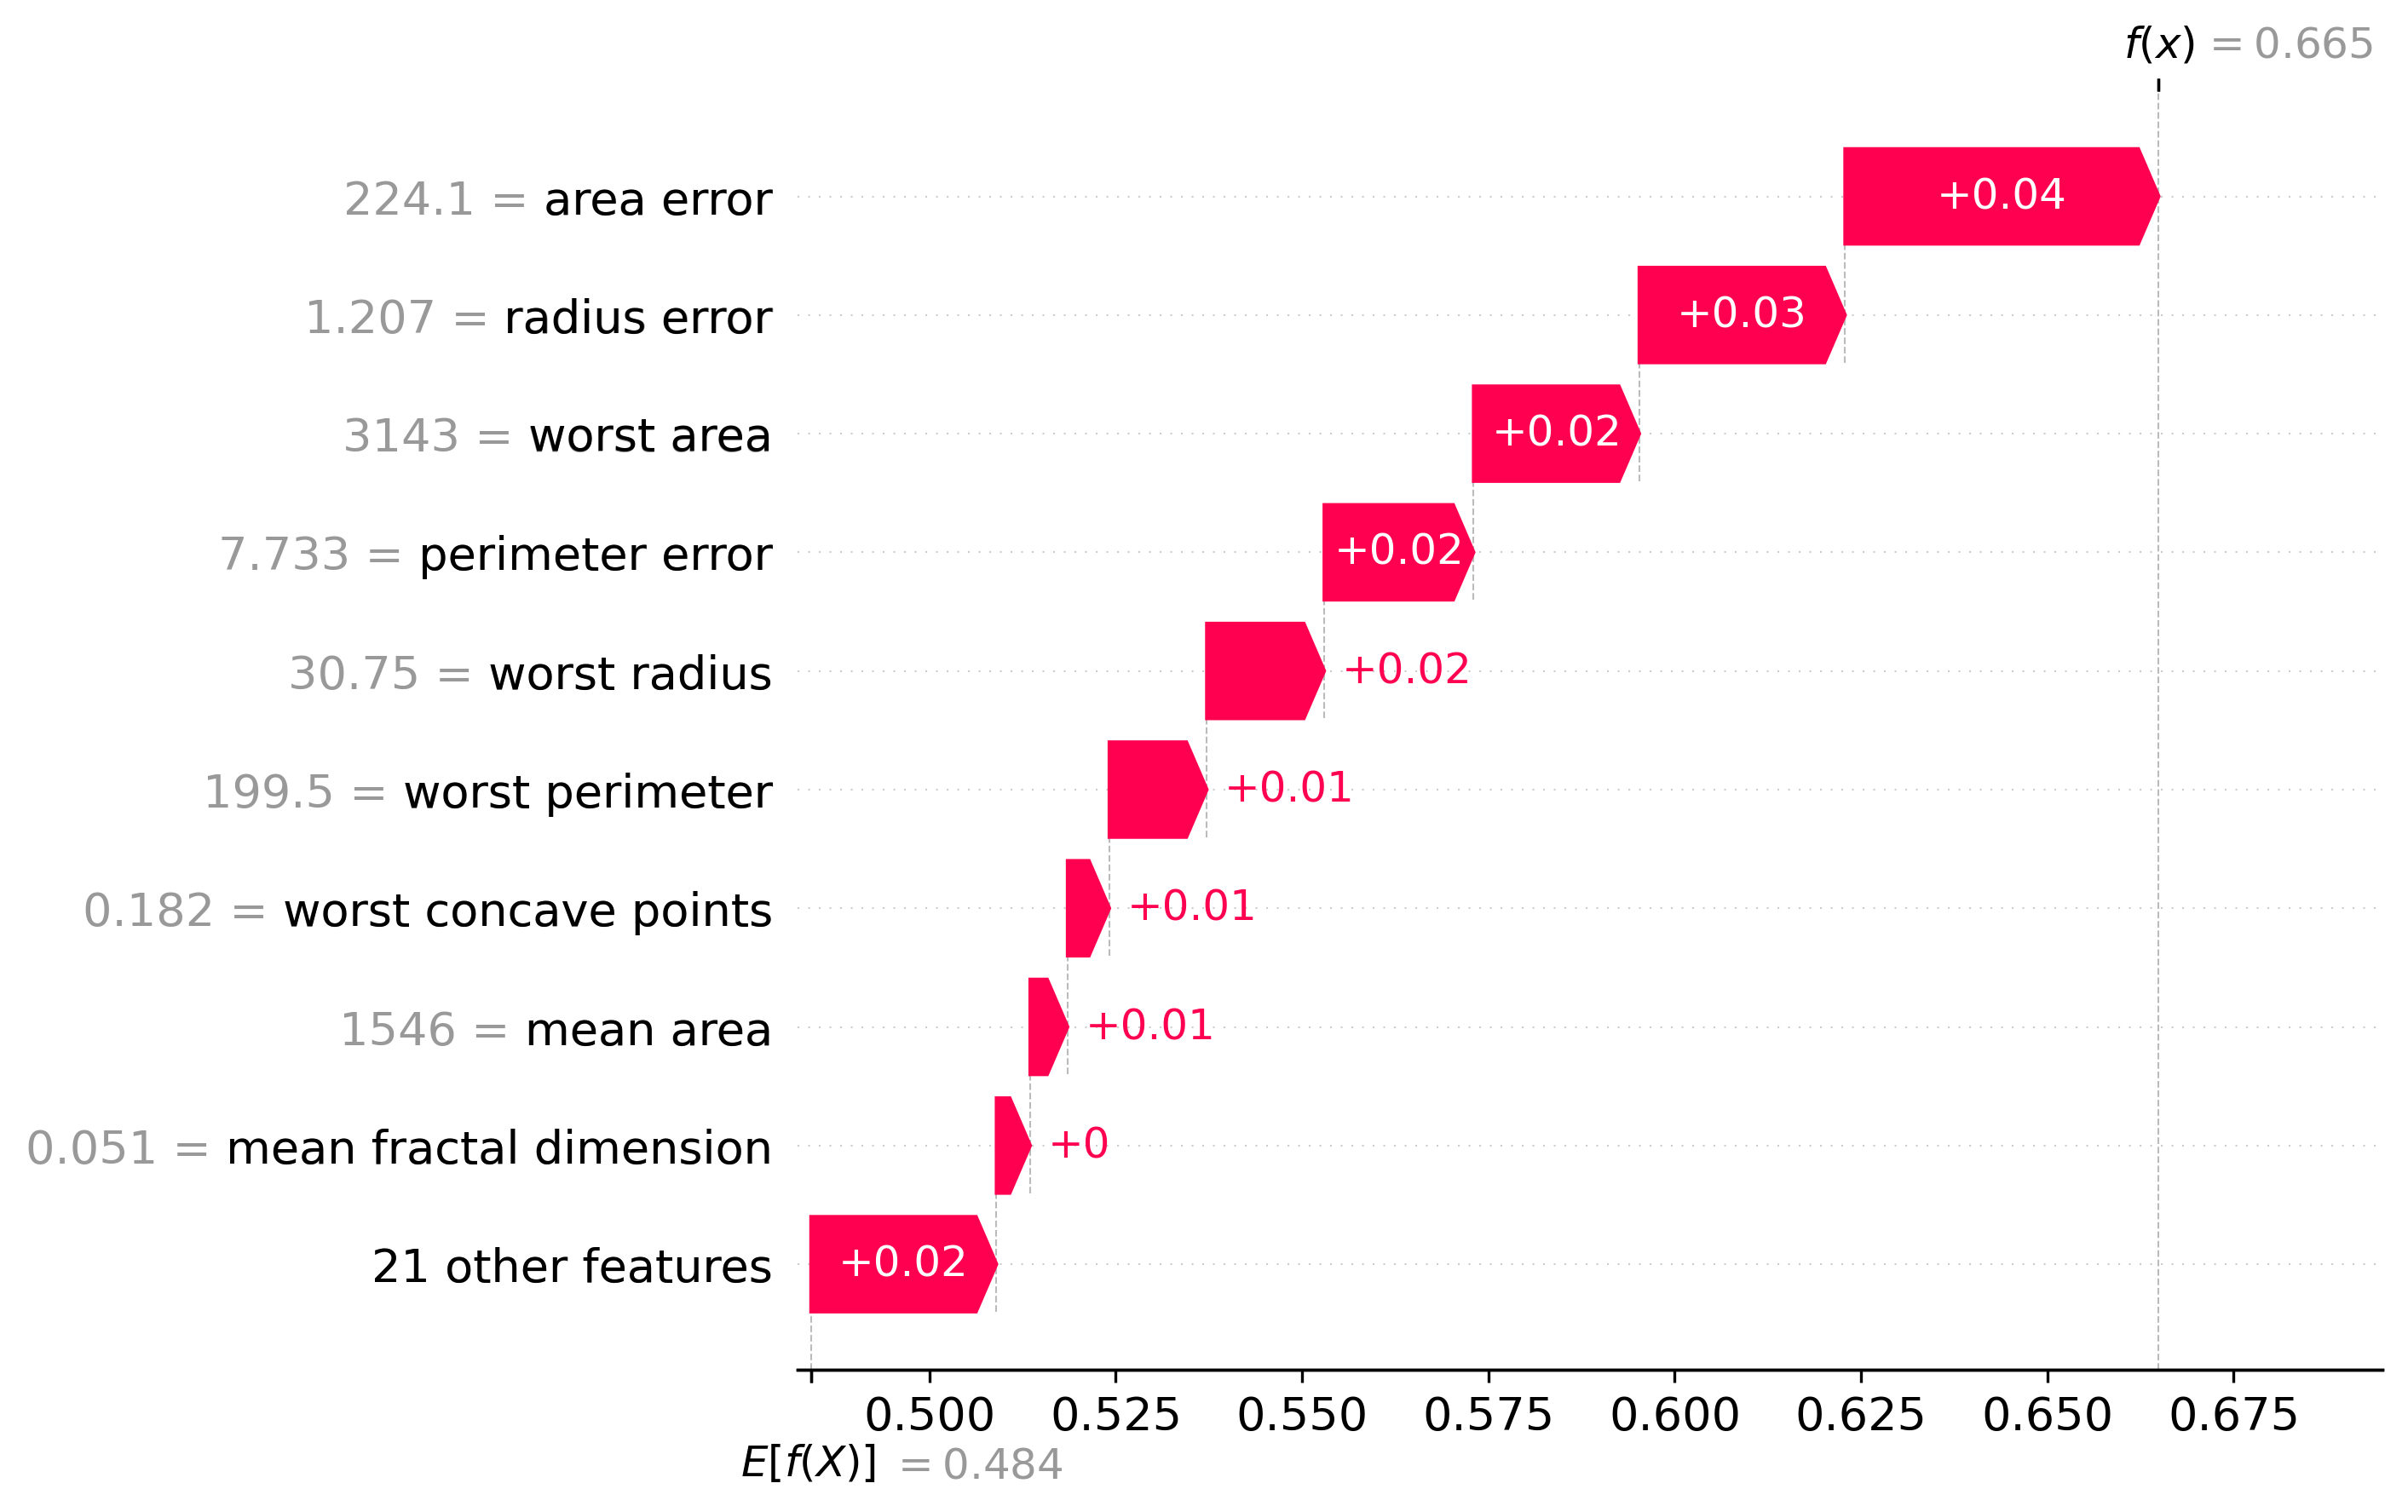 f(x) = 0.665
224.1 = area error +0.04
1.207 = radius error +0.03
3143 = worst area +0.02
7.733 = perimeter error +0.02
30.75 = worst radius +0.02
199.5 = worst perimeter +0.01
0.182 = worst concave points +0.01
1546 = mean area +0.01
0.051 = mean fractal dimension +0
21 other features +0.02
0.500 0.525 0.550 0.575 0.600 0.625 0.650 0.675
E[f(X)] = 0.484